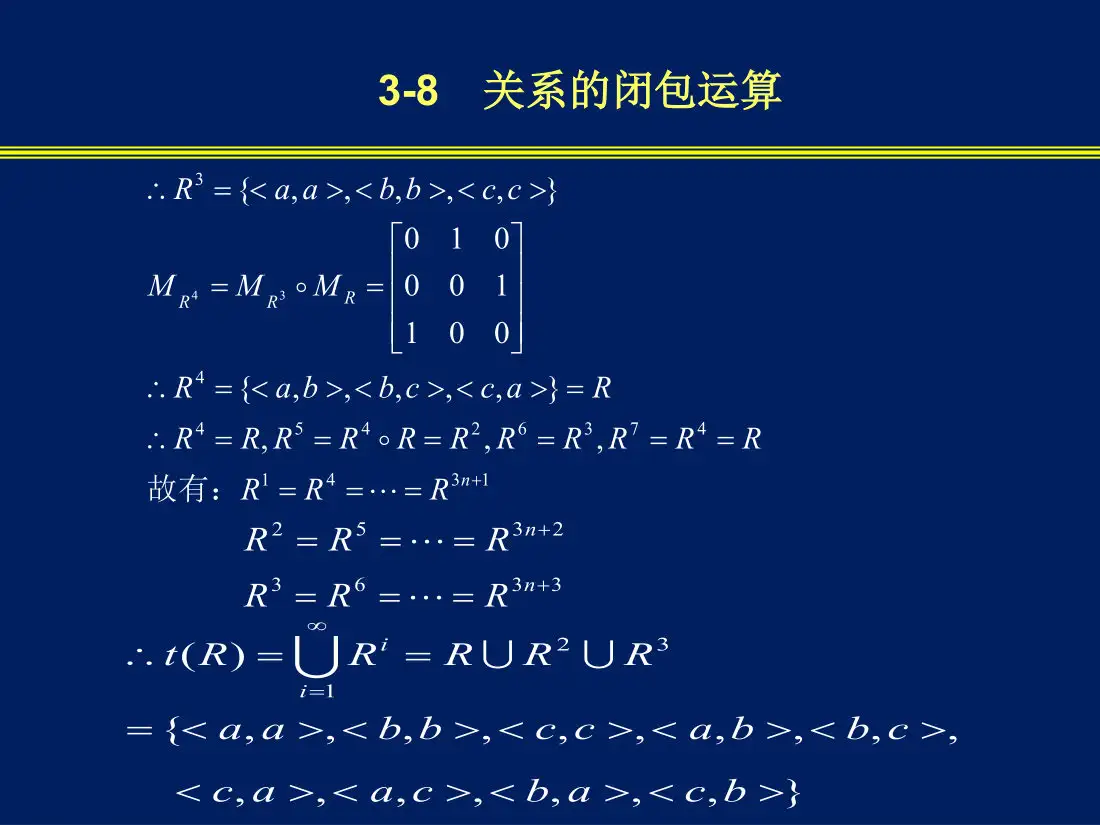 3-8 关系的闭包运算
∴R³ = {< a,a >,< b,b >,< c,c >}
0 1 0
M_{R⁴} = M_{R³} ∘ M_R = 0 0 1
1 0 0
∴R⁴ = {< a,b >,< b,c >,< c,a >} = R
∴R⁴ = R, R⁵ = R⁴ ∘ R = R², R⁶ = R³, R⁷ = R⁴ = R
故有：R¹ = R⁴ = ⋯ = R^{3n+1}
R² = R⁵ = ⋯ = R^{3n+2}
R³ = R⁶ = ⋯ = R^{3n+3}
∴ t(R) = ⋃_{i=1}^{∞} R^i = R ∪ R² ∪ R³
= {< a,a >,< b,b >,< c,c >,< a,b >,< b,c >,
< c,a >,< a,c >,< b,a >,< c,b >}